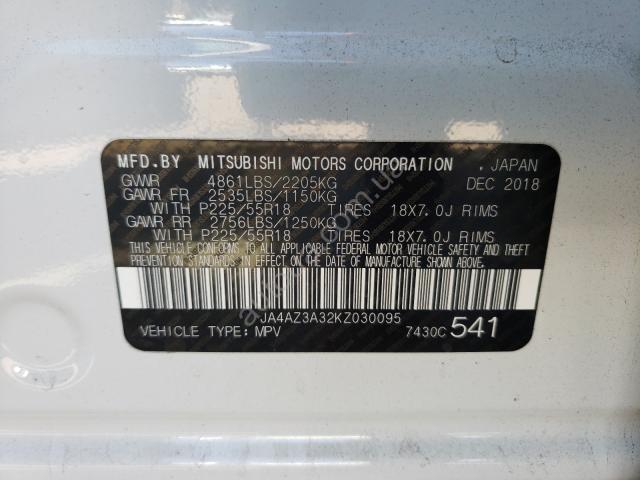 MFD.BY MITSUBISHI MOTORS CORPORATION . JAPAN
GVWR 4861LBS/2205KG DEC 2018
GAWR FR 2535LBS/1150KG
WITH P225/55R18 TIRES 18X7.0J RIMS
GAWR RR 2756LBS/1250KG
WITH P225/55R18 TIRES 18X7.0J RIMS
THIS VEHICLE CONFORMS TO ALL APPLICABLE FEDERAL MOTOR VEHICLE SAFETY AND THEFT
PREVENTION STANDARDS IN EFFECT ON THE DATE OF MANUFACTURE SHOWN ABOVE.
JA4AZ3A32KZ030095
VEHICLE TYPE: MPV 7430C 541